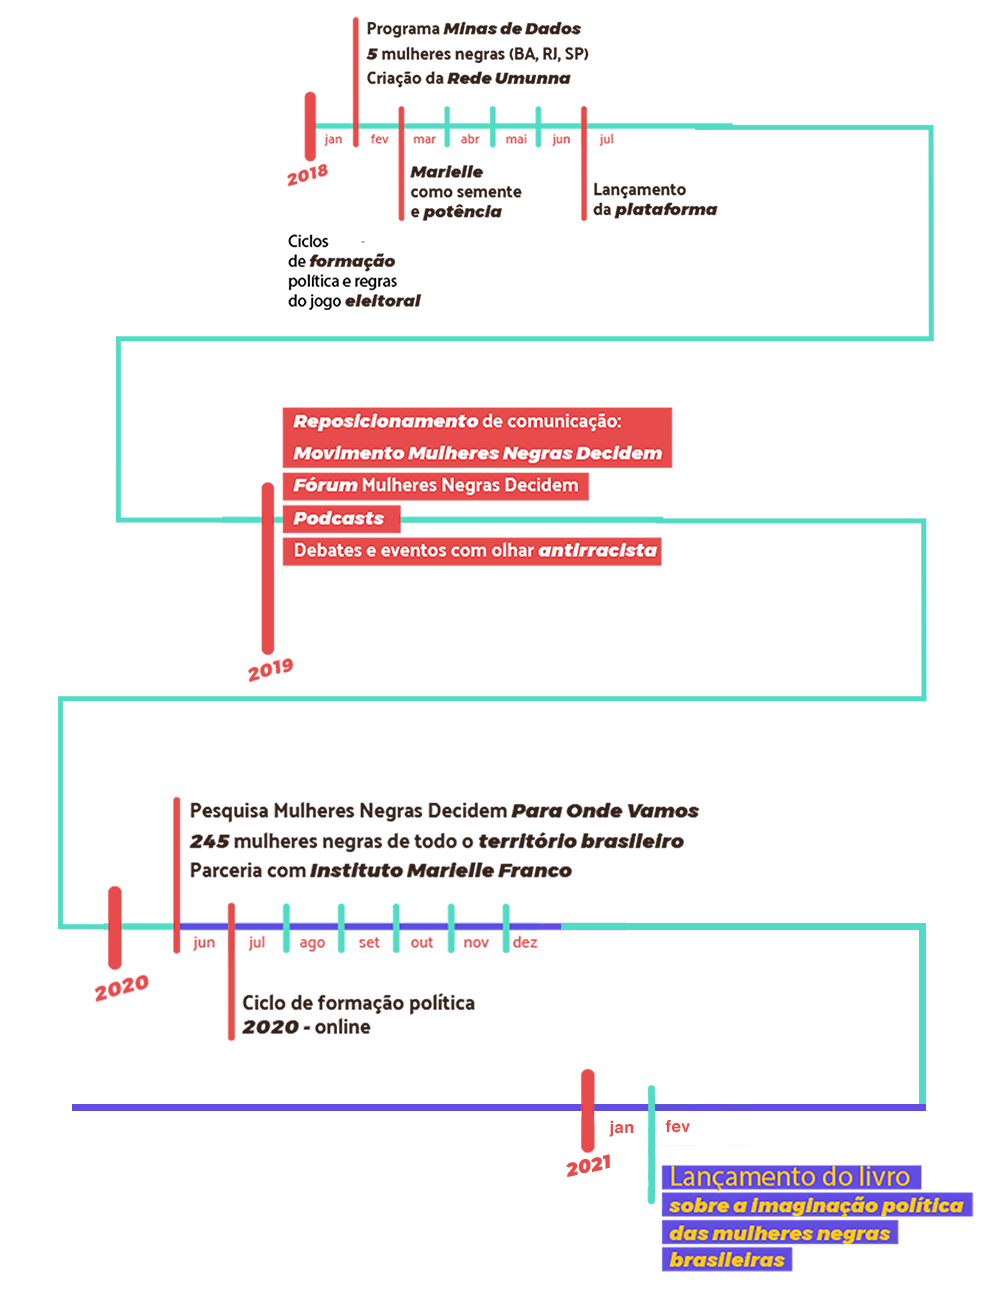 Programa Minas de Dados
5 mulheres negras (BA, RJ, SP)
Criação da Rede Umunna
jan fev mar abr mai jun jul
2018
Marielle
como semente
e potência
Lançamento
da plataforma
Ciclos
de formação
política e regras
do jogo eleitoral
Reposicionamento de comunicação:
Movimento Mulheres Negras Decidem
Fórum Mulheres Negras Decidem
Podcasts
Debates e eventos com olhar antirracista
2019
Pesquisa Mulheres Negras Decidem Para Onde Vamos
245 mulheres negras de todo o território brasileiro
Parceria com Instituto Marielle Franco
jun jul ago set out nov dez
2020
Ciclo de formação política
2020 - online
jan fev
2021
Lançamento do livro
sobre a imaginação política
das mulheres negras
brasileiras